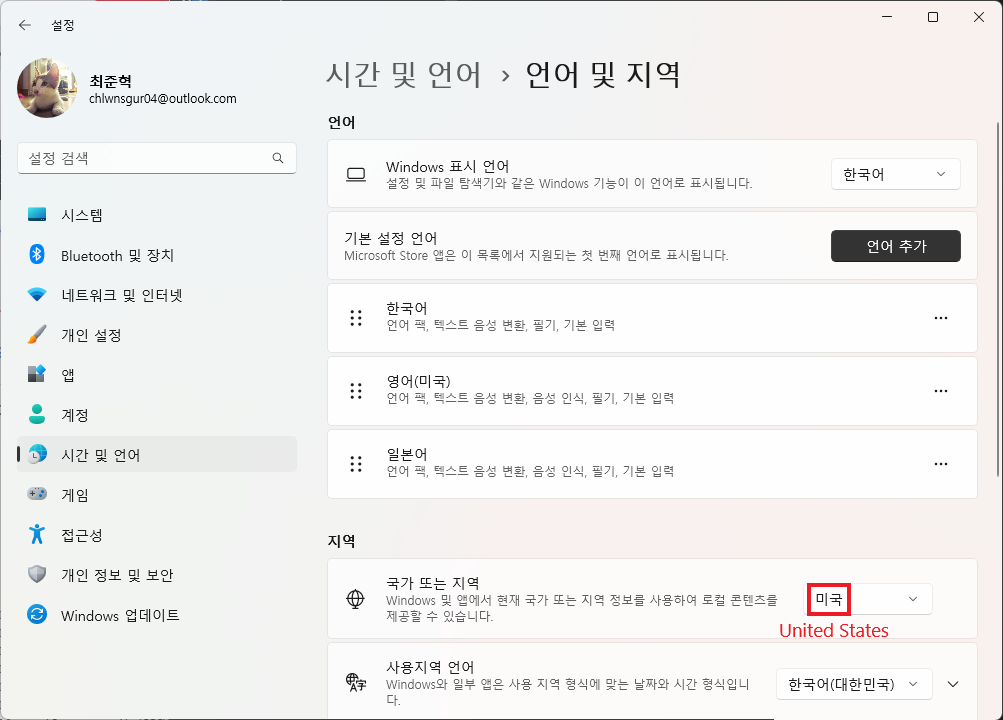 설정
최준혁
chlwnsgur04@outlook.com
설정 검색
시스템
Bluetooth 및 장치
네트워크 및 인터넷
개인 설정
앱
계정
시간 및 언어
게임
접근성
개인 정보 및 보안
Windows 업데이트
시간 및 언어 › 언어 및 지역
언어
Windows 표시 언어
설정 및 파일 탐색기와 같은 Windows 기능이 이 언어로 표시됩니다.
한국어
기본 설정 언어
Microsoft Store 앱은 이 목록에서 지원되는 첫 번째 언어로 표시됩니다.
언어 추가
한국어
언어 팩, 텍스트 음성 변환, 필기, 기본 입력
영어(미국)
언어 팩, 텍스트 음성 변환, 음성 인식, 필기, 기본 입력
일본어
언어 팩, 텍스트 음성 변환, 음성 인식, 필기, 기본 입력
지역
국가 또는 지역
Windows 및 앱에서 현재 국가 또는 지역 정보를 사용하여 로컬 콘텐츠를
제공할 수 있습니다.
미국
United States
사용지역 언어
Windows와 일부 앱은 사용 지역 형식에 맞는 날짜와 시간 형식입니
다.
한국어(대한민국)